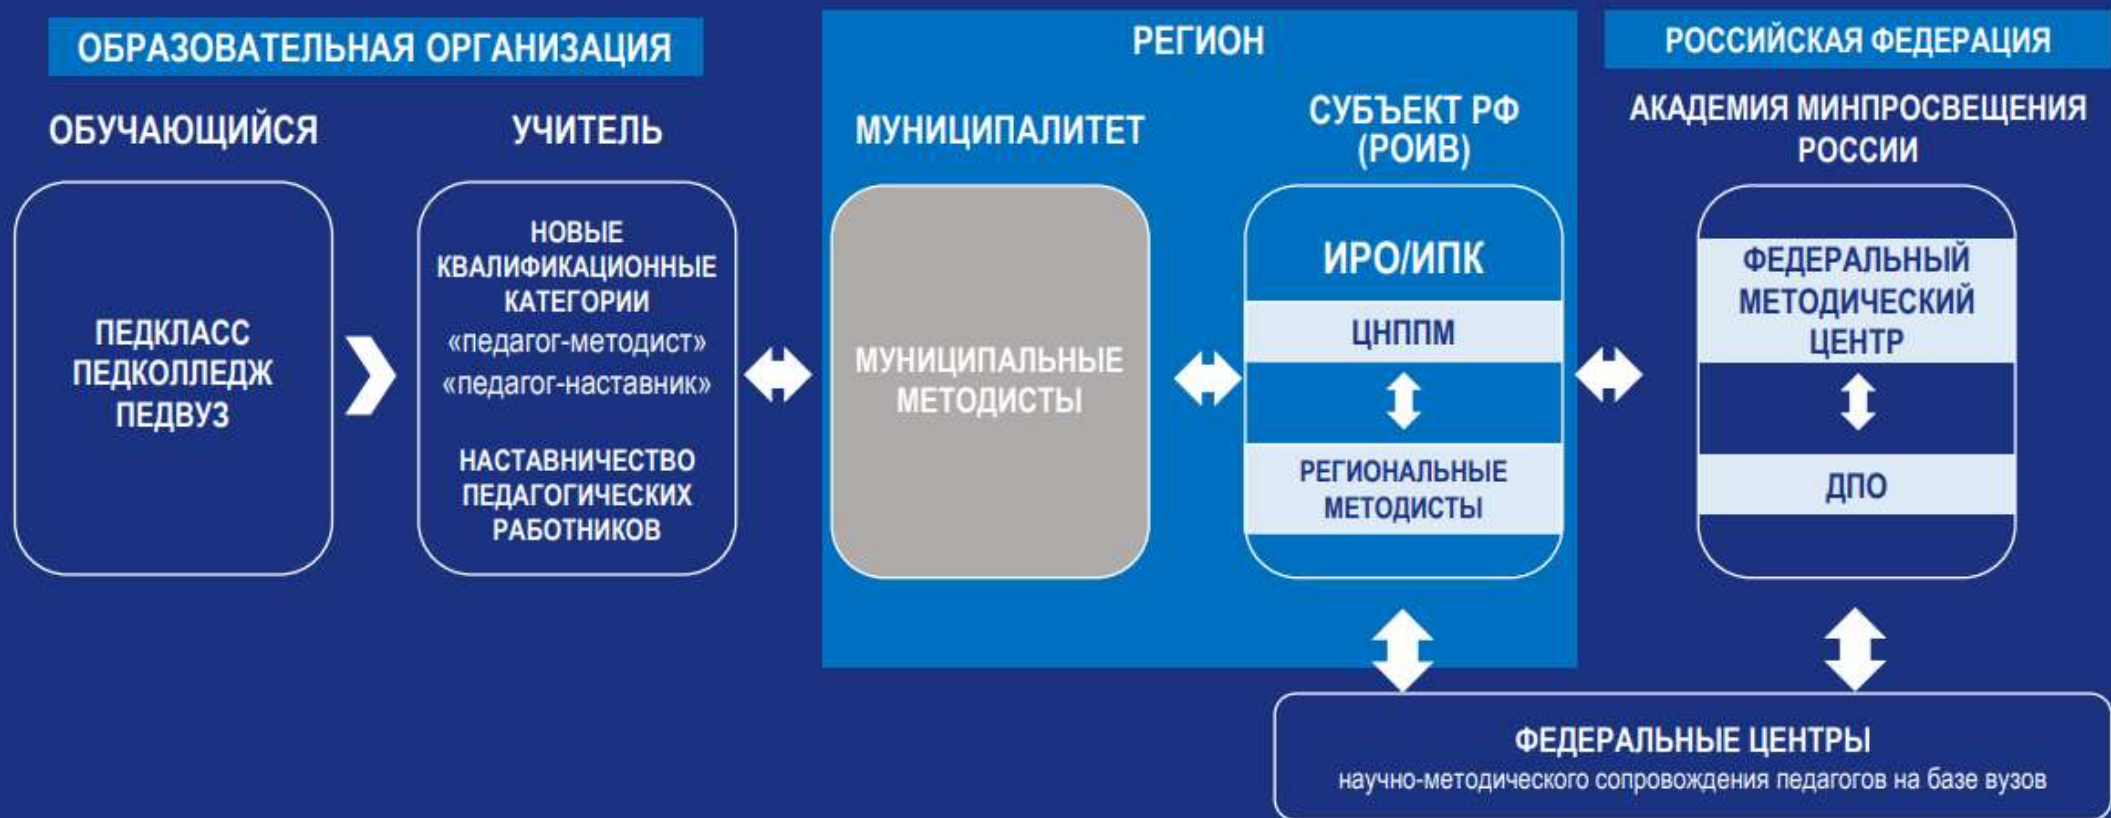 ОБРАЗОВАТЕЛЬНАЯ ОРГАНИЗАЦИЯ
РЕГИОН
РОССИЙСКАЯ ФЕДЕРАЦИЯ
ОБУЧАЮЩИЙСЯ
УЧИТЕЛЬ
МУНИЦИПАЛИТЕТ
СУБЪЕКТ РФ
(РОИВ)
АКАДЕМИЯ МИНПРОСВЕЩЕНИЯ
РОССИИ
ПЕДКЛАСС
ПЕДКОЛЛЕДЖ
ПЕДВУЗ
НОВЫЕ
КВАЛИФИКАЦИОННЫЕ
КАТЕГОРИИ
«педагог-методист»
«педагог-наставник»
НАСТАВНИЧЕСТВО
ПЕДАГОГИЧЕСКИХ
РАБОТНИКОВ
МУНИЦИПАЛЬНЫЕ
МЕТОДИСТЫ
ИРО/ИПК
ЦНППМ
РЕГИОНАЛЬНЫЕ
МЕТОДИСТЫ
ФЕДЕРАЛЬНЫЙ
МЕТОДИЧЕСКИЙ
ЦЕНТР
ДПО
ФЕДЕРАЛЬНЫЕ ЦЕНТРЫ
научно-методического сопровождения педагогов на базе вузов